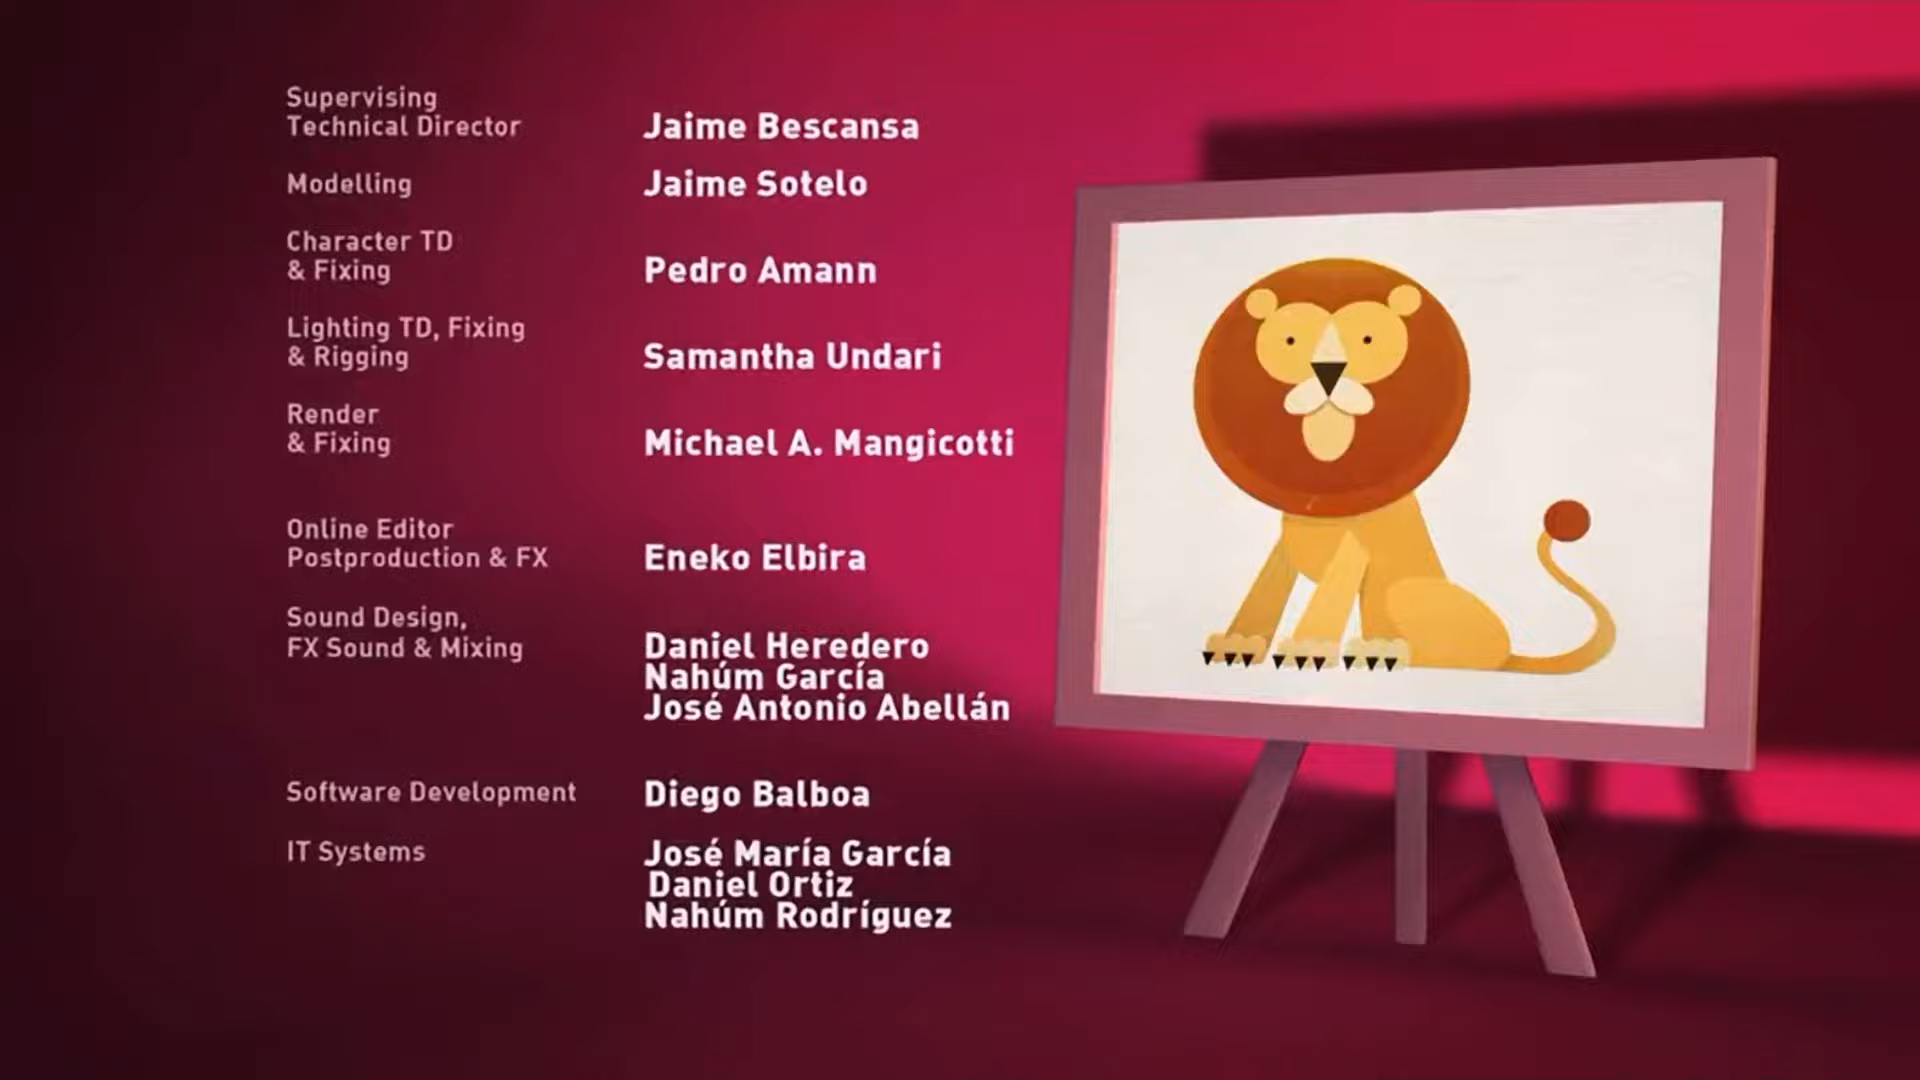 Supervising
Technical Director
Jaime Bescansa
Modelling
Jaime Sotelo
Character TD
& Fixing
Pedro Amann
Lighting TD, Fixing
& Rigging
Samantha Undari
Render
& Fixing
Michael A. Mangicotti
Online Editor
Postproduction & FX
Eneko Elbira
Sound Design,
FX Sound & Mixing
Daniel Heredero
Nahúm García
José Antonio Abellán
Software Development
Diego Balboa
IT Systems
José María García
Daniel Ortiz
Nahúm Rodríguez